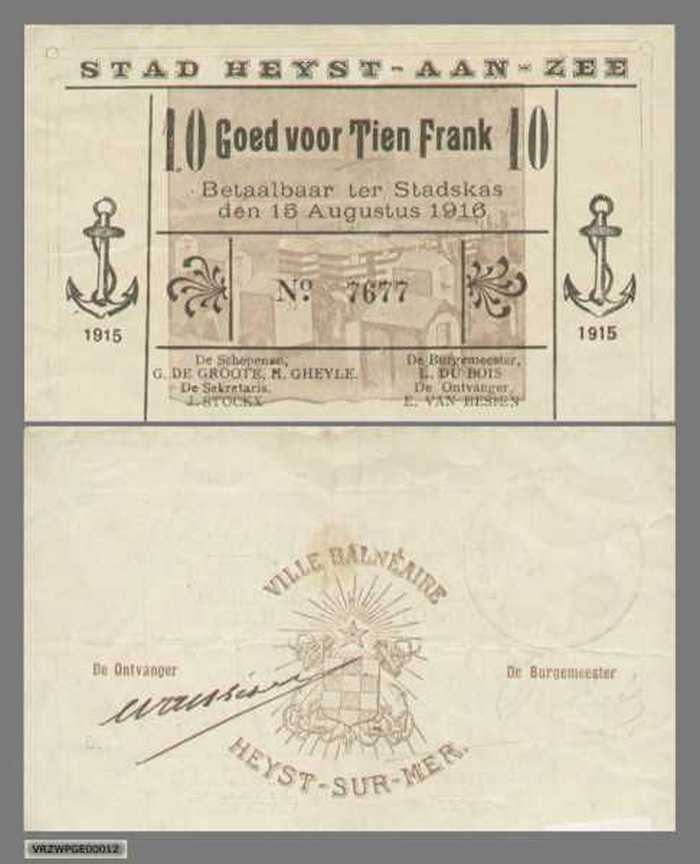 STAD HEYST-AAN-ZEE
10 Goed voor Tien Frank 10
Betaalbaar ter Stadskas
den 15 Augustus 1916
No. 7677
1915
1915
De Schepenen, De Burgemeester,
G. DE GROOTE, M. GHEYLE. L. DU BOIS
De Sekretaris, De Ontvanger,
J. STOCKX E. VAN HESIEN
VILLE BALNÉAIRE
De Ontvanger
De Burgemeester
HEYST-SUR-MER.
VRZWPGE00012